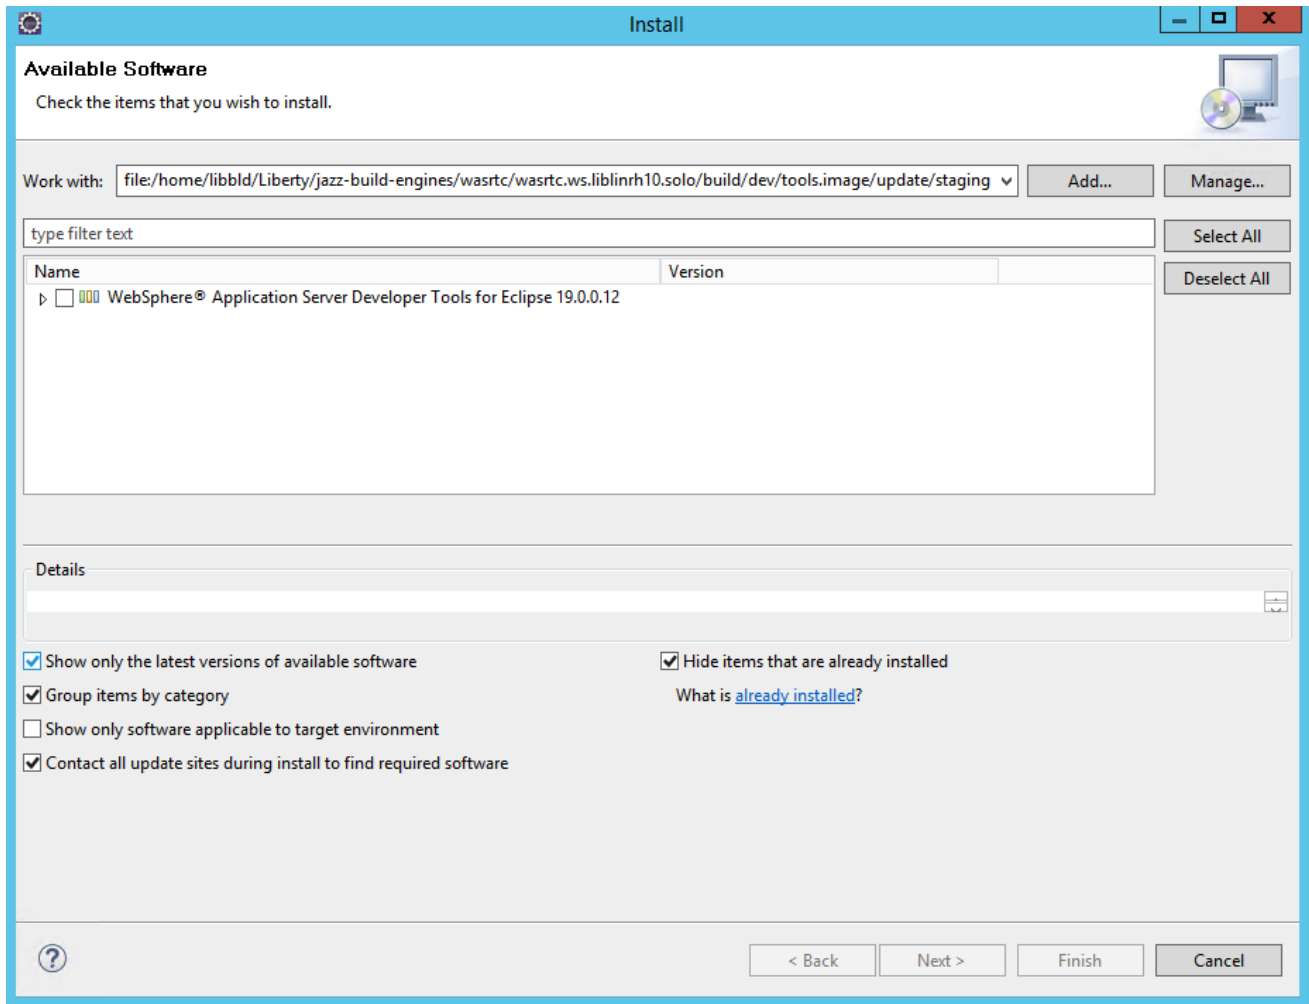 Install
Available Software
Check the items that you wish to install.
Work with: file:/home/libbld/Liberty/jazz-build-engines/wasrtc/wasrtc.ws.liblinrh10.solo/build/dev/tools.image/update/staging Add... Manage...
type filter text Select All
Name Version Deselect All
WebSphere® Application Server Developer Tools for Eclipse 19.0.0.12
Details
Show only the latest versions of available software Hide items that are already installed
Group items by category What is already installed?
Show only software applicable to target environment
Contact all update sites during install to find required software
? < Back Next > Finish Cancel